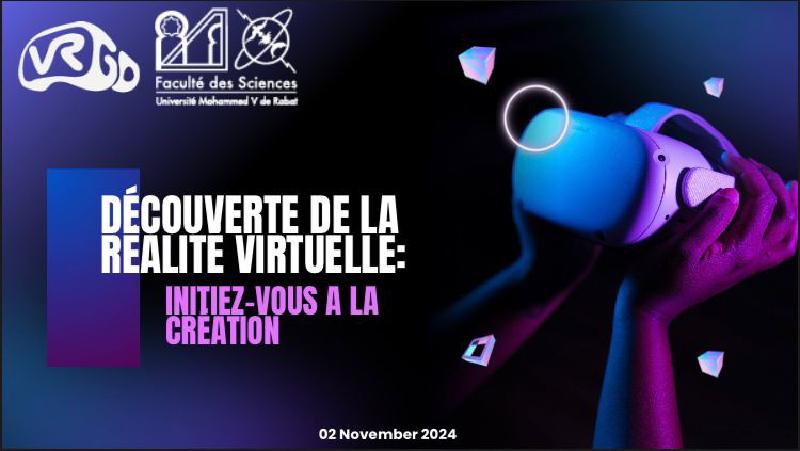 VRGO
Faculté des Sciences
Université Mohammed V de Rabat
DÉCOUVERTE DE LA
REALITE VIRTUELLE:
INITIEZ-VOUS A LA
CRÉATION
02 November 2024